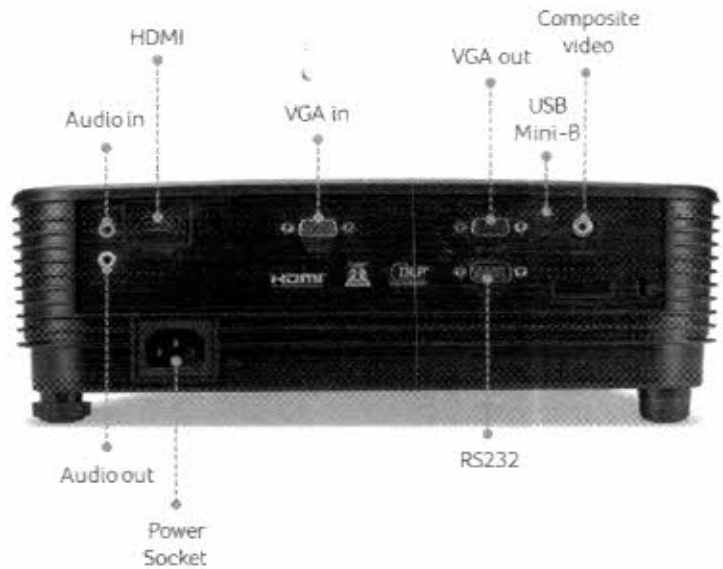 Composite
video
HDMI
VGA out
USB
Mini-B
Audio in
VGA in
HDMI
DLP
RS232
Audio out
Power
Socket